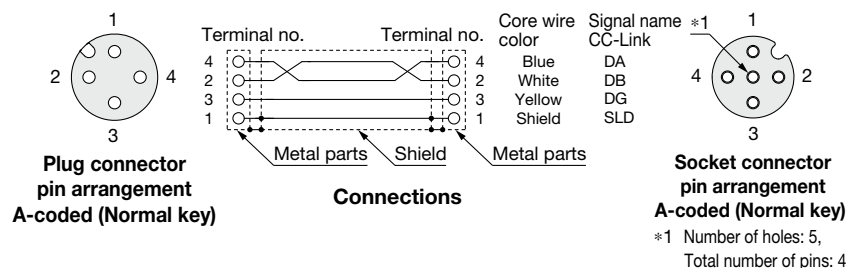 1
2
4
3
Plug connector
pin arrangement
A-coded (Normal key)
Terminal no. Terminal no. Core wire color Signal name CC-Link
4 4 Blue DA
2 2 White DB
3 3 Yellow DG
1 1 Shield SLD
Metal parts Shield Metal parts
Connections
*1
1
4
2
3
Socket connector
pin arrangement
A-coded (Normal key)
*1 Number of holes: 5,
Total number of pins: 4